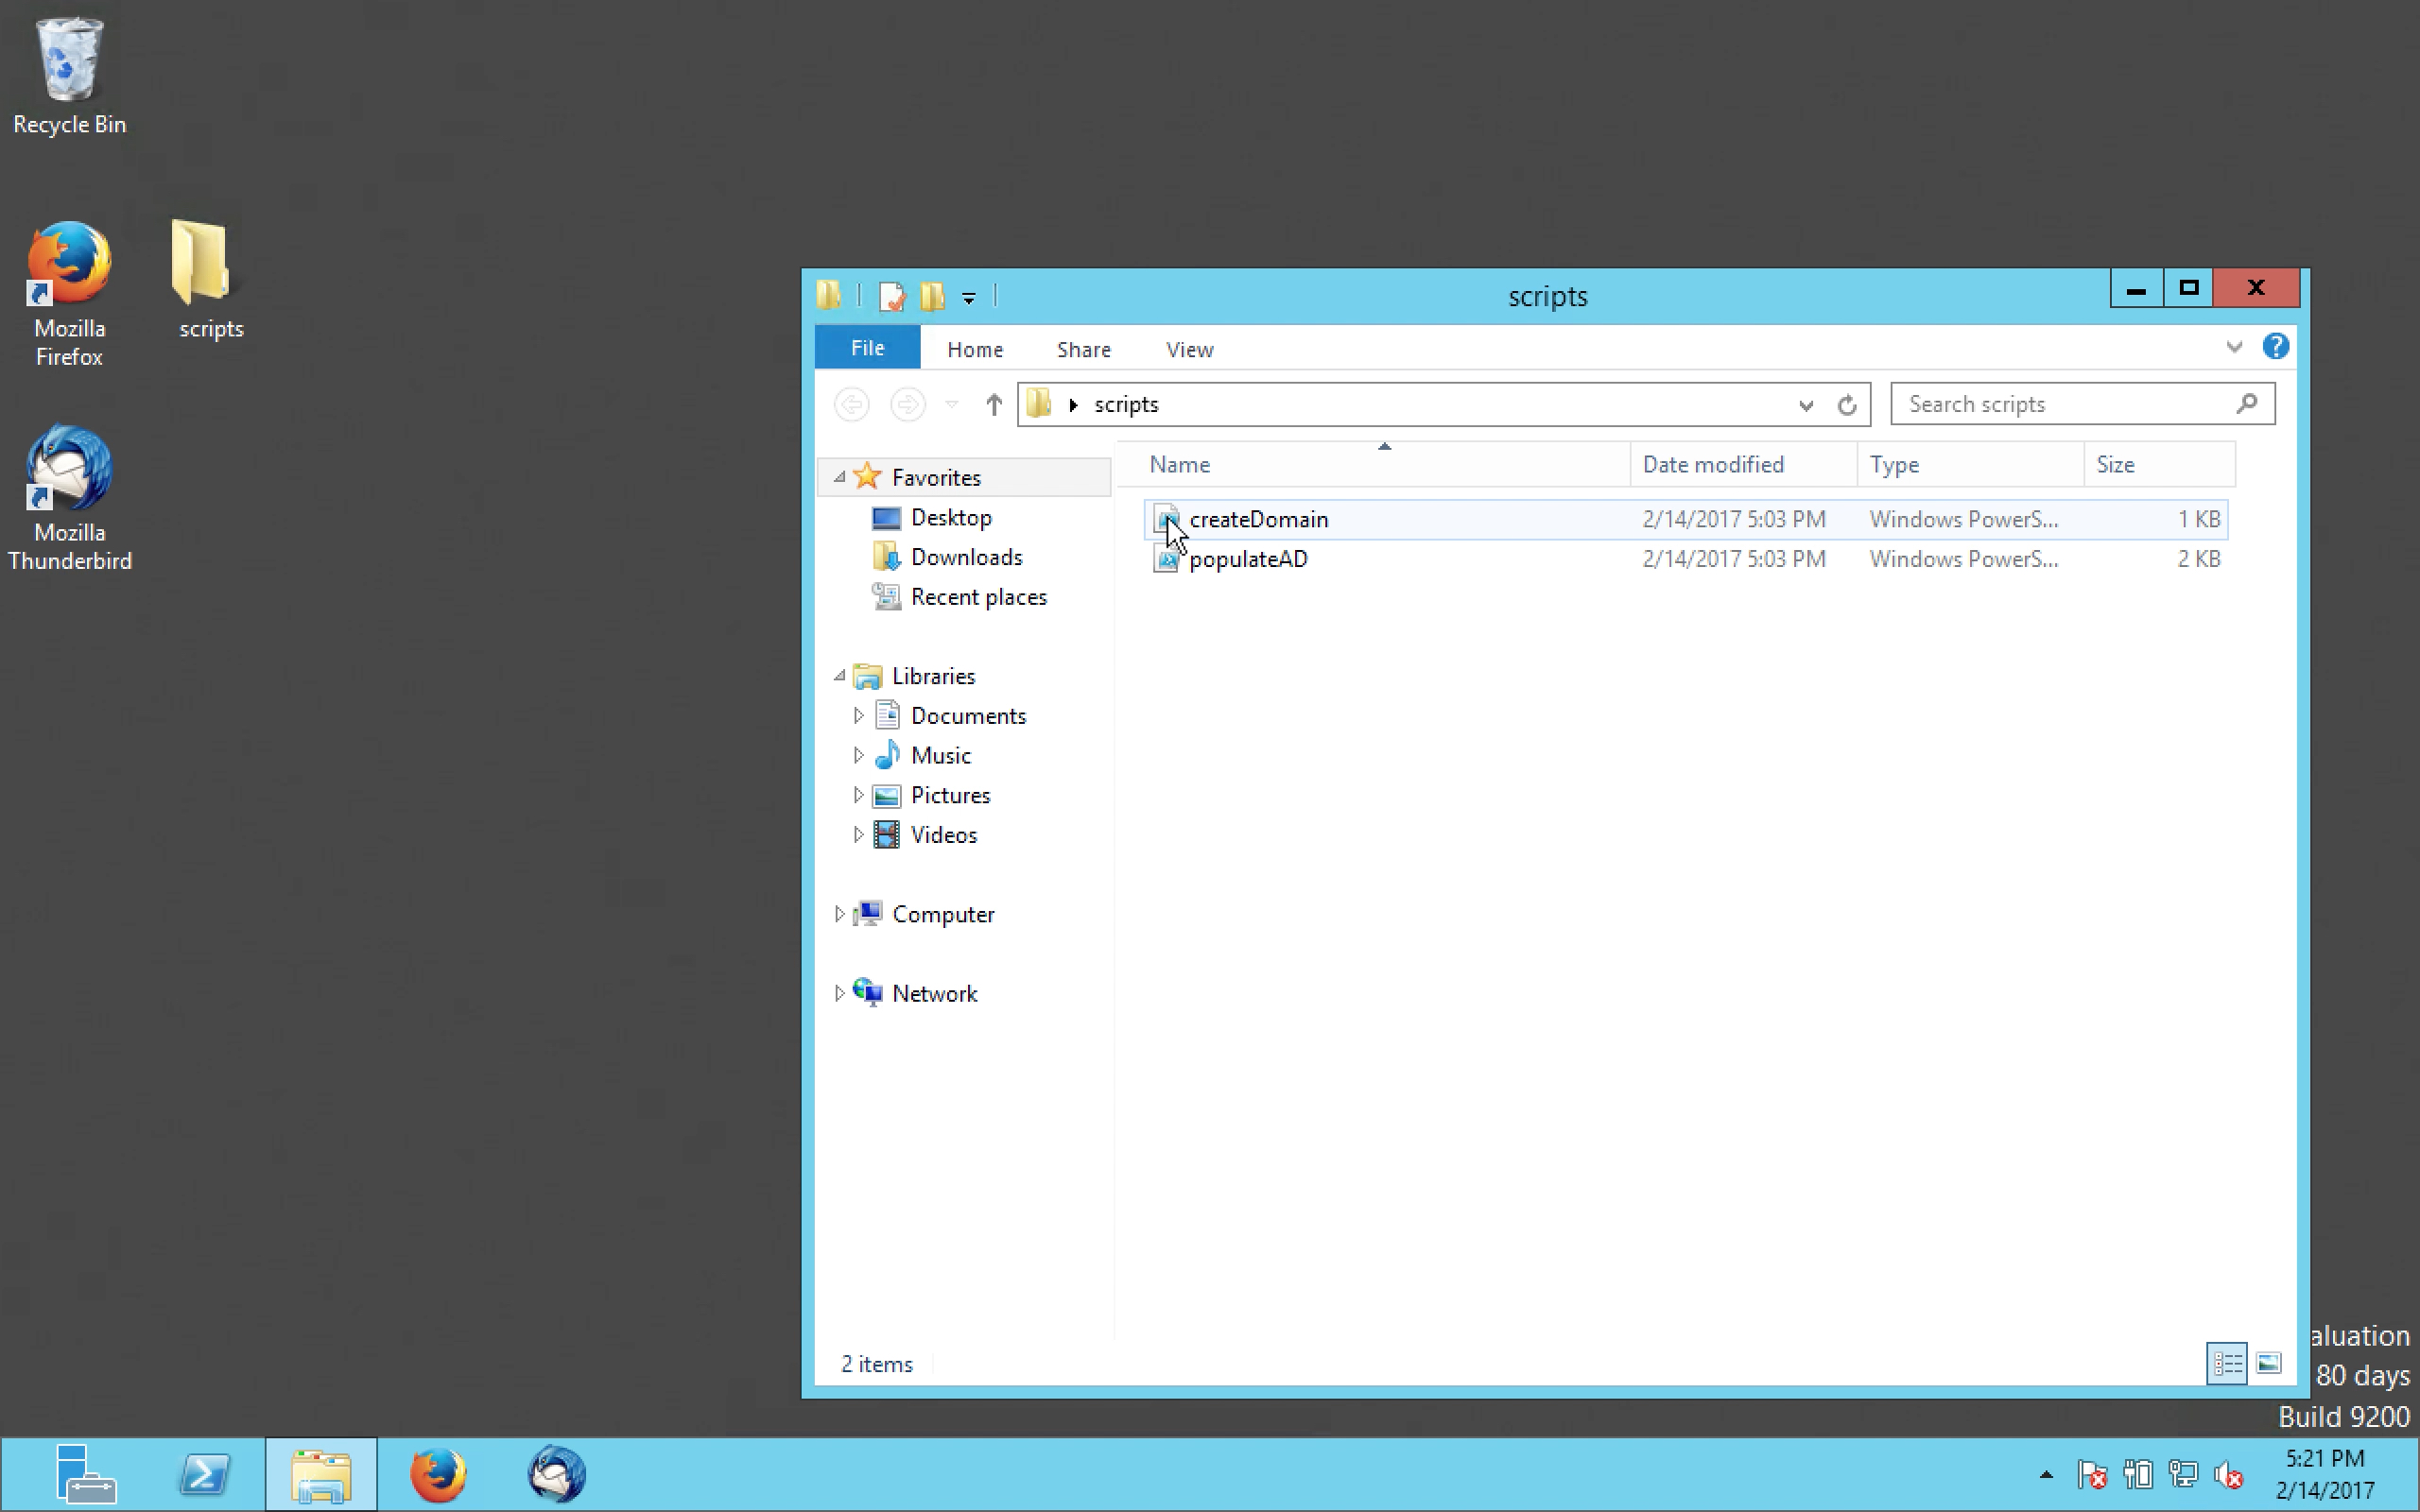 Recycle Bin
Mozilla
Firefox
scripts
Mozilla
Thunderbird
scripts
File
Home
Share
View
scripts
Search scripts
Name
Date modified
Type
Size
createDomain
2/14/2017 5:03 PM
Windows PowerS...
1 KB
populateAD
2/14/2017 5:03 PM
Windows PowerS...
2 KB
Favorites
Desktop
Downloads
Recent places
Libraries
Documents
Music
Pictures
Videos
Computer
Network
2 items
aluation
80 days
Build 9200
5:21 PM
2/14/2017